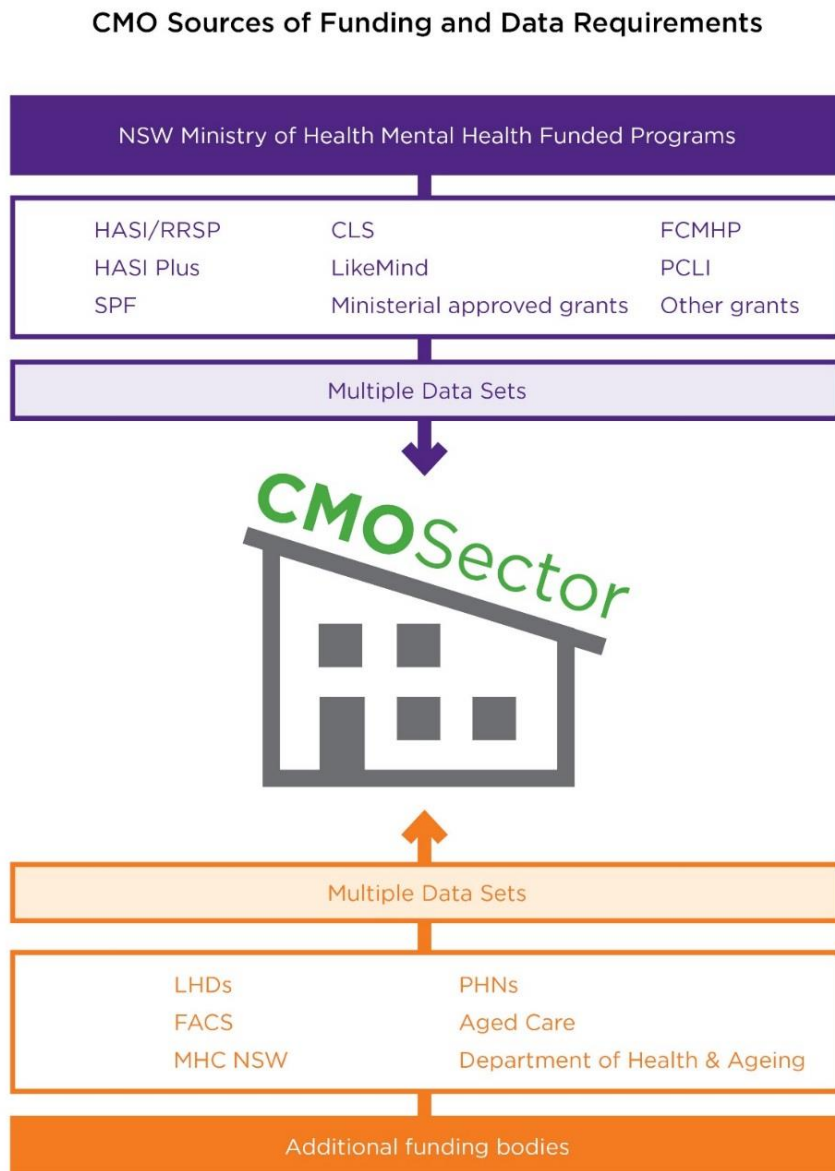 CMO Sources of Funding and Data Requirements
NSW Ministry of Health Mental Health Funded Programs
HASI/RRSP CLS FCMHP
HASI Plus LikeMind PCLI
SPF Ministerial approved grants Other grants
Multiple Data Sets
CMOSector
Multiple Data Sets
LHDs PHNs
FACS Aged Care
MHC NSW Department of Health & Ageing
Additional funding bodies